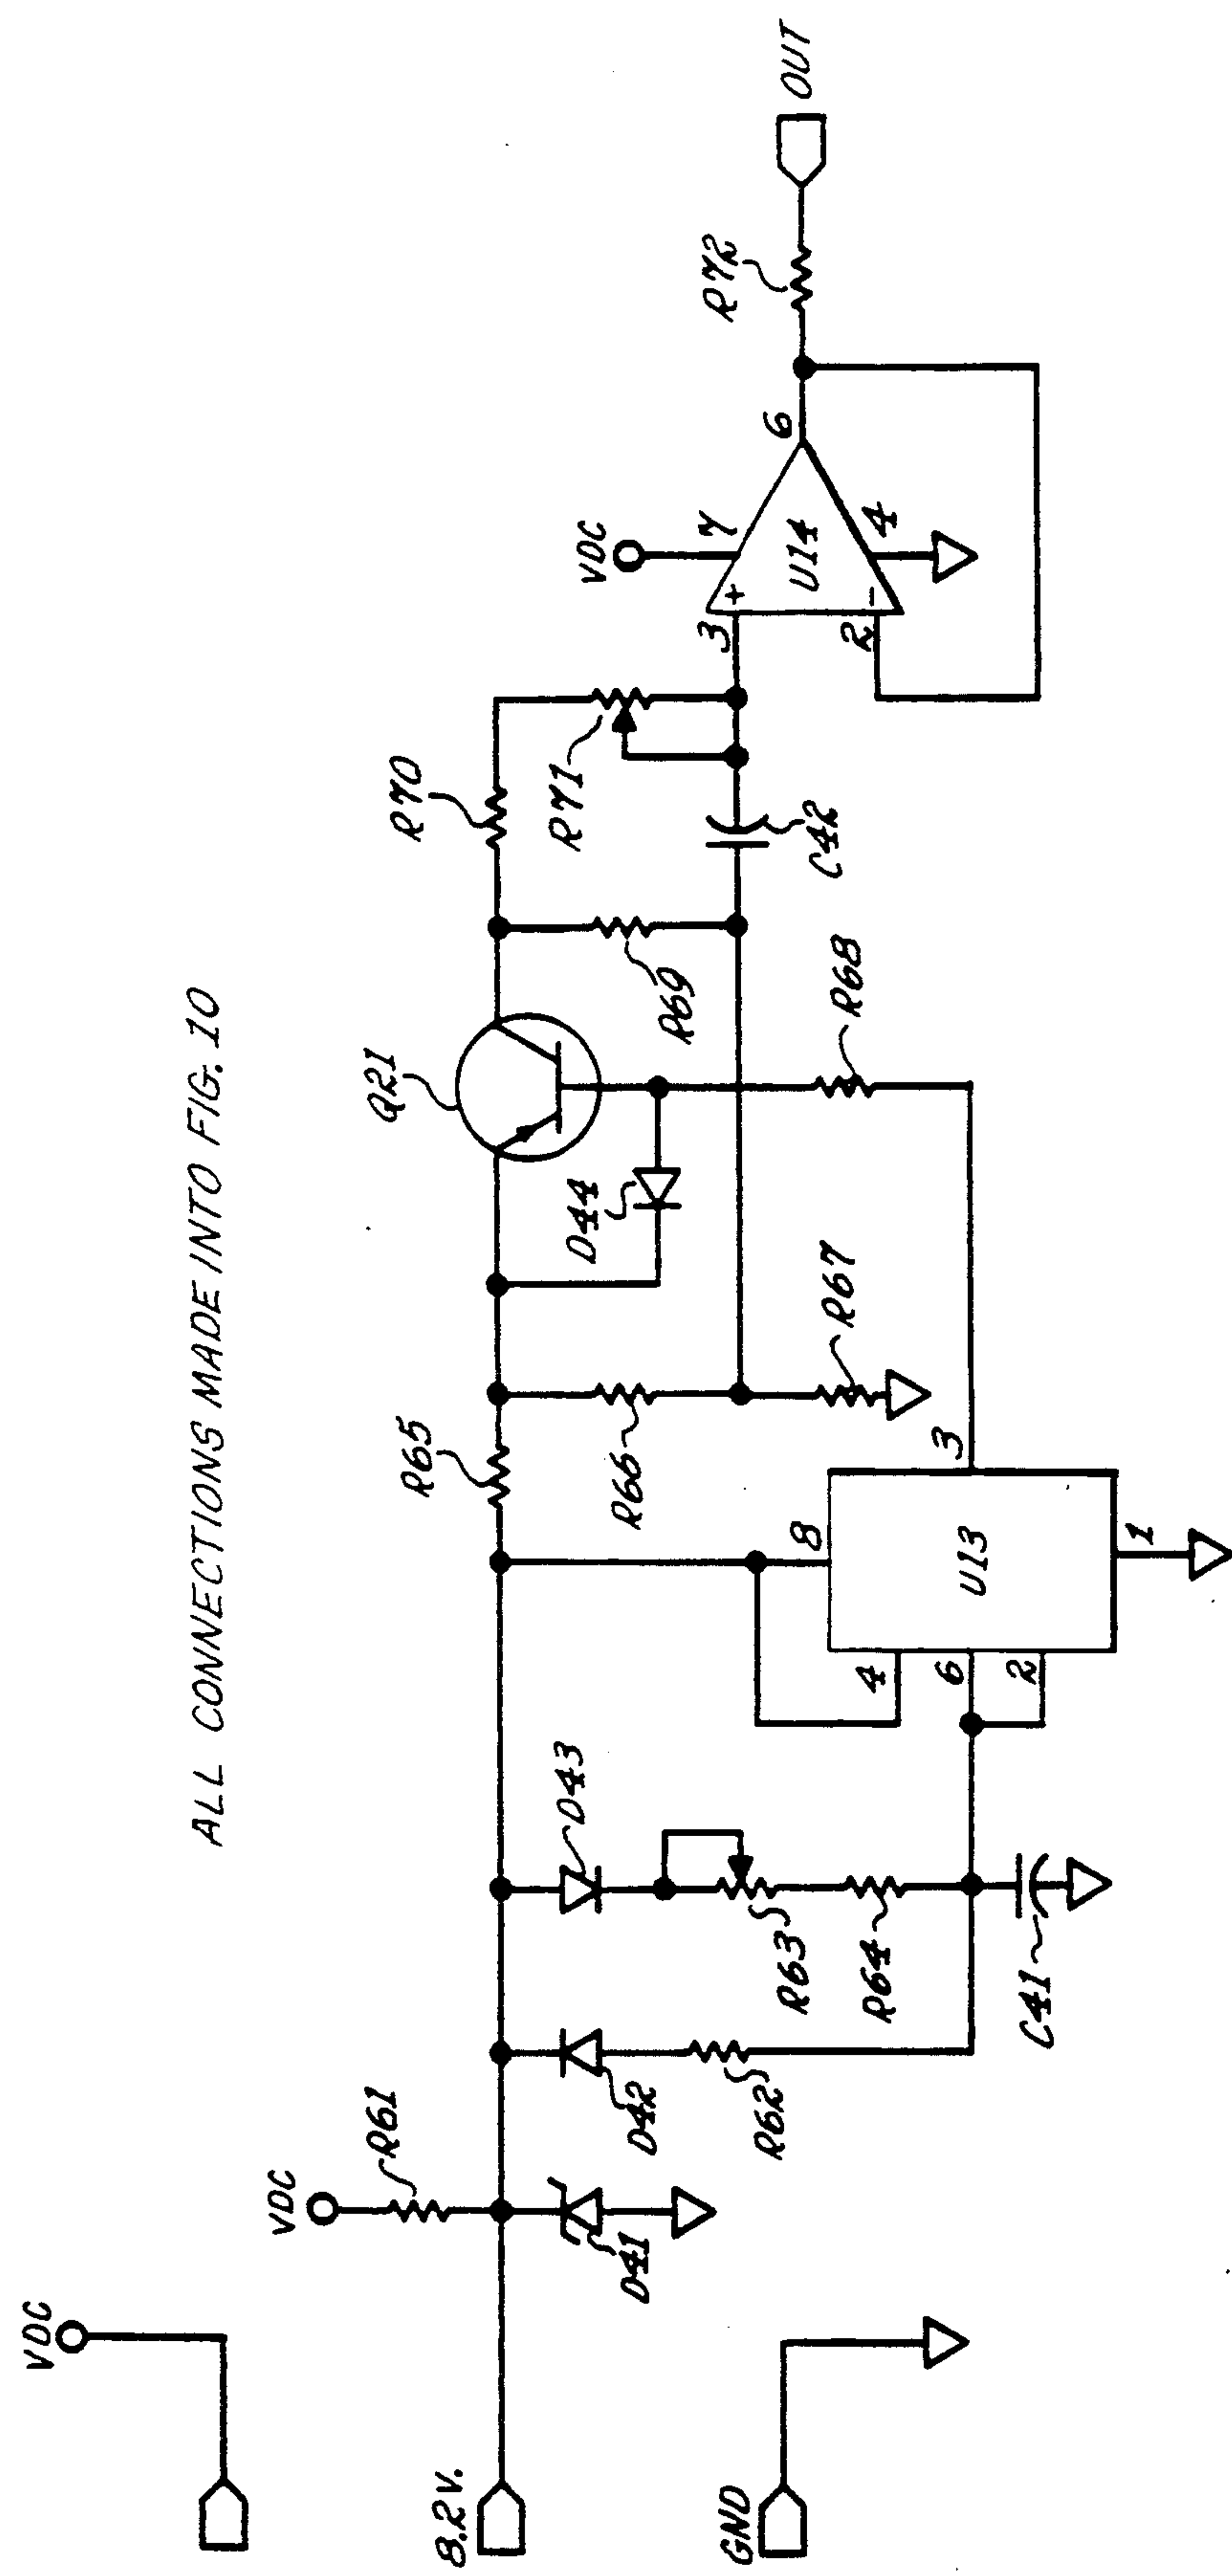 ALL CONNECTIONS MADE INTO FIG. 10
VDC
8.2V.
GND
VDC
R61
D41
D42
R62
D43
R63
R64
C41
4
6
2
8
U13
1
3
R65
R66
R67
Q21
D44
R68
R69
R70
R71
C42
VDC
3
+
7
U14
2
-
4
6
R72
OUT